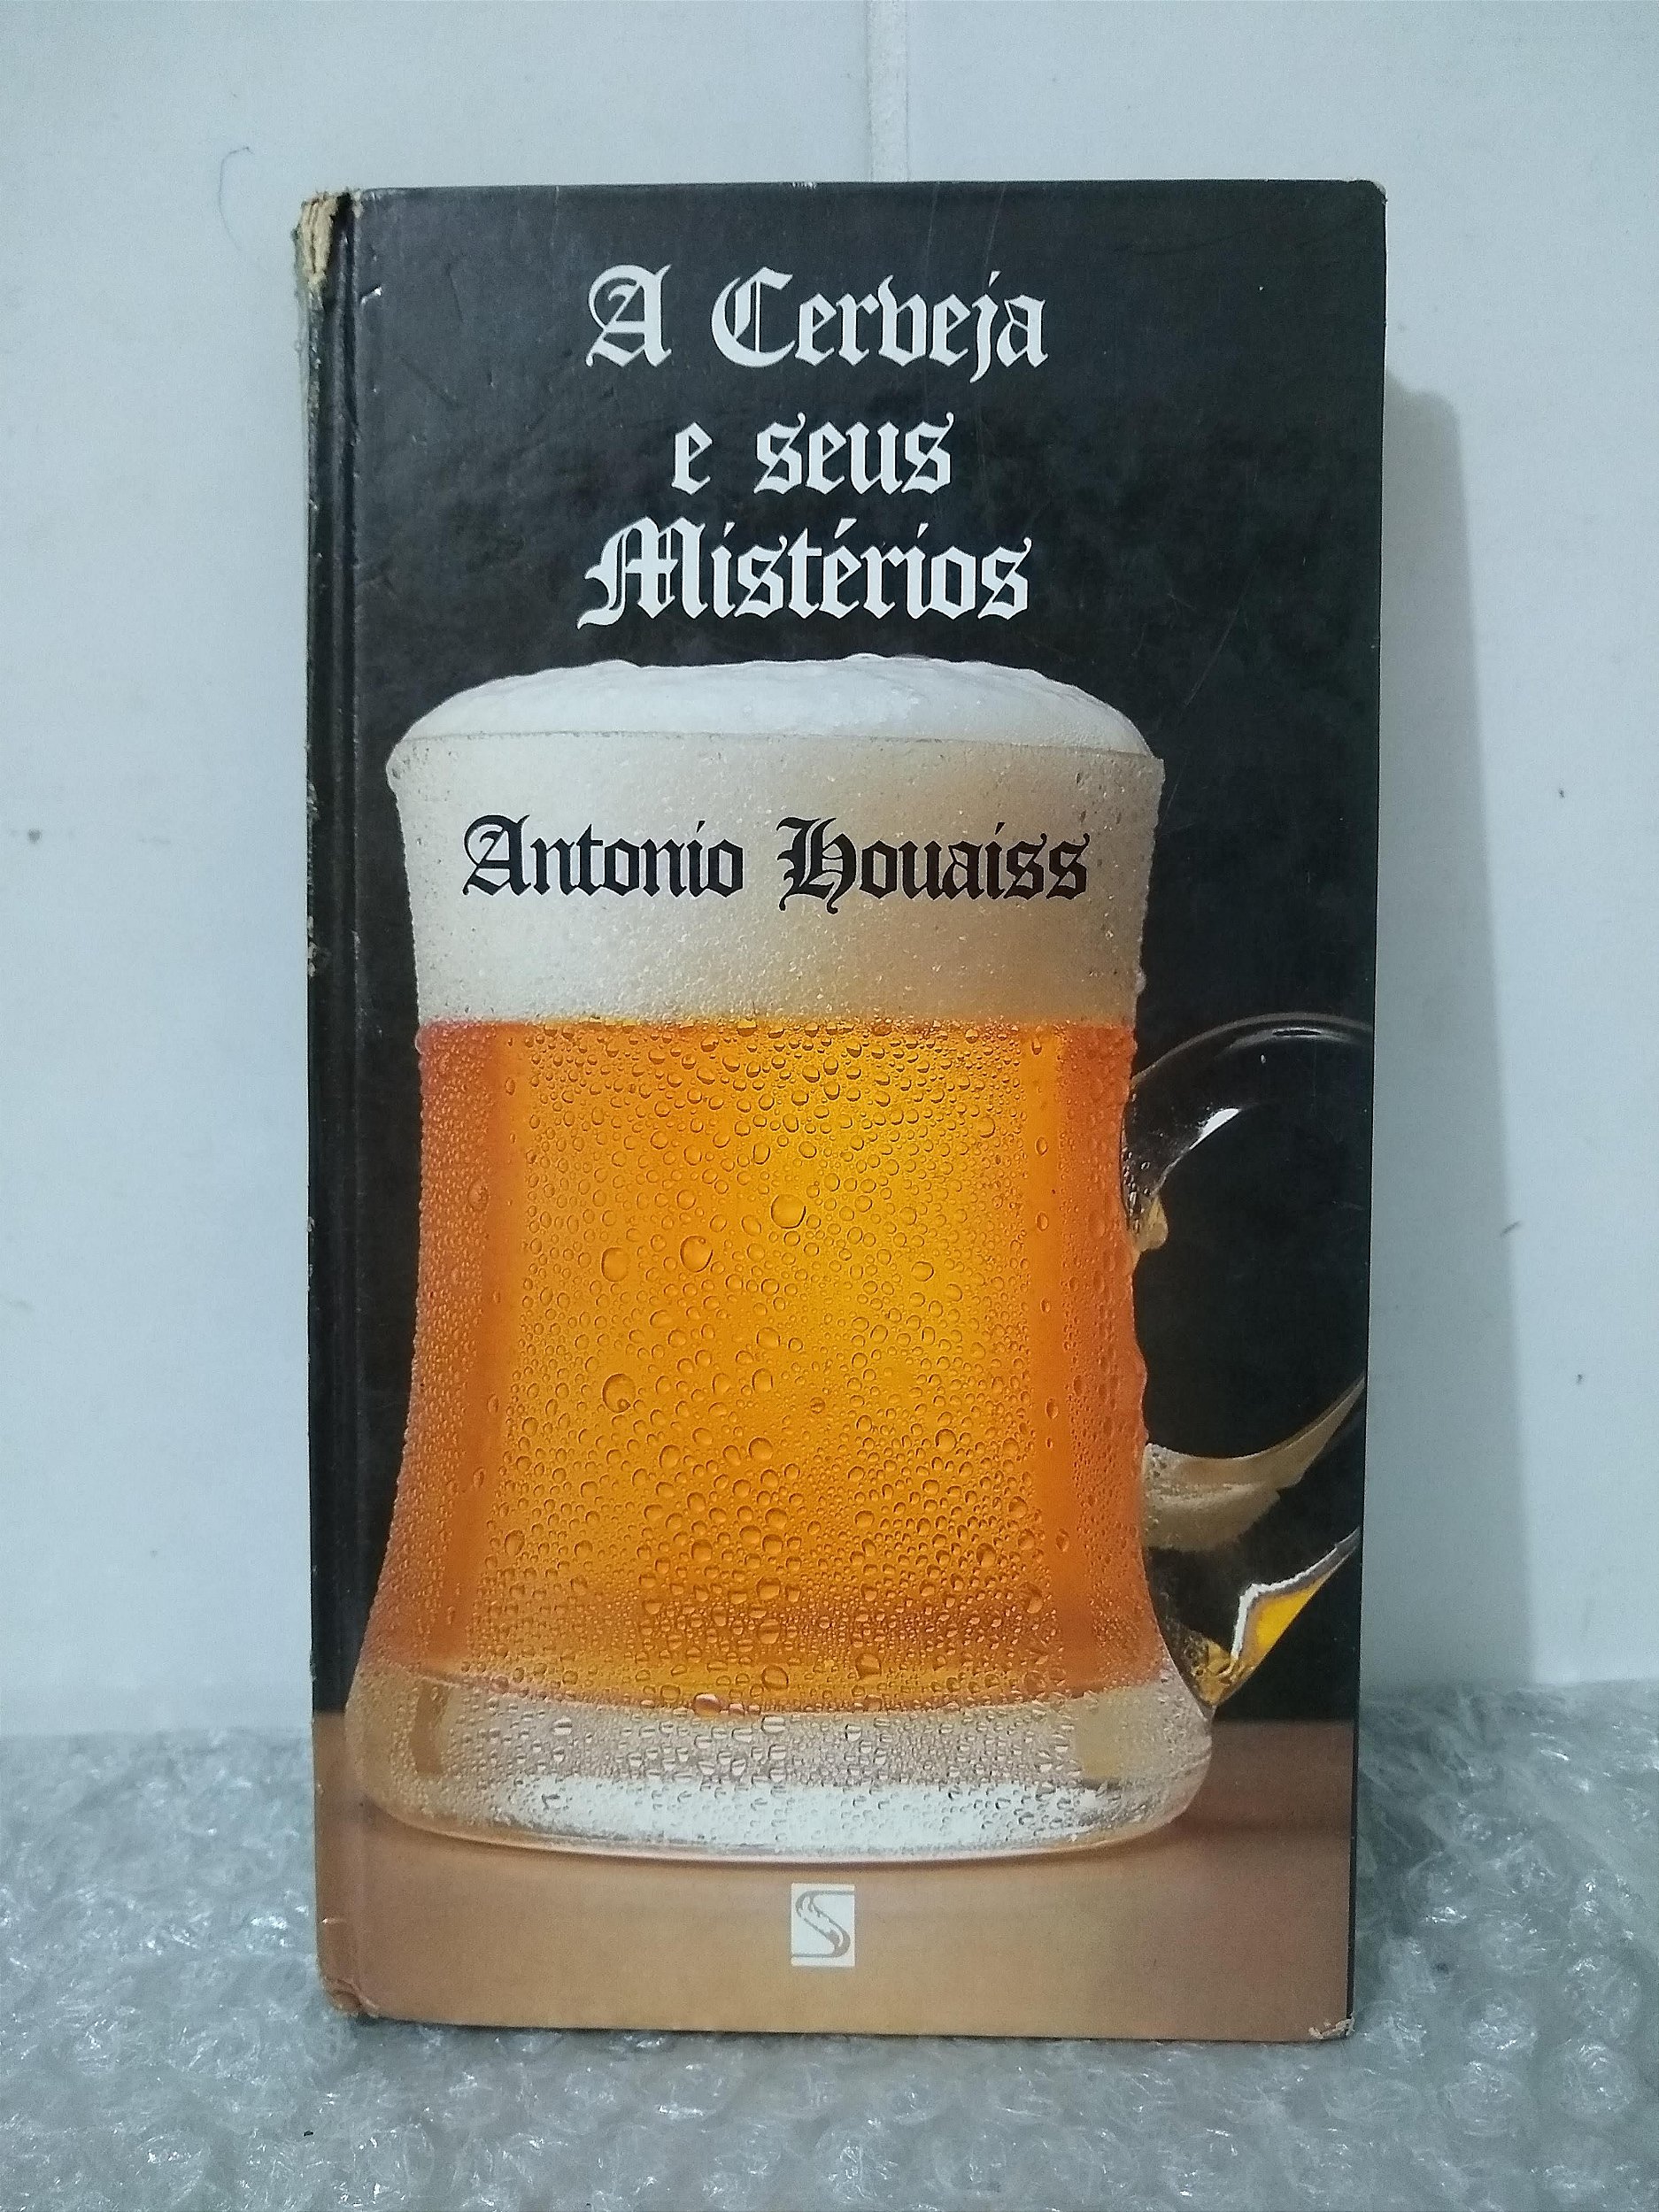 A Cerveja
e seus
Mistérios
Antonio Houaiss
S